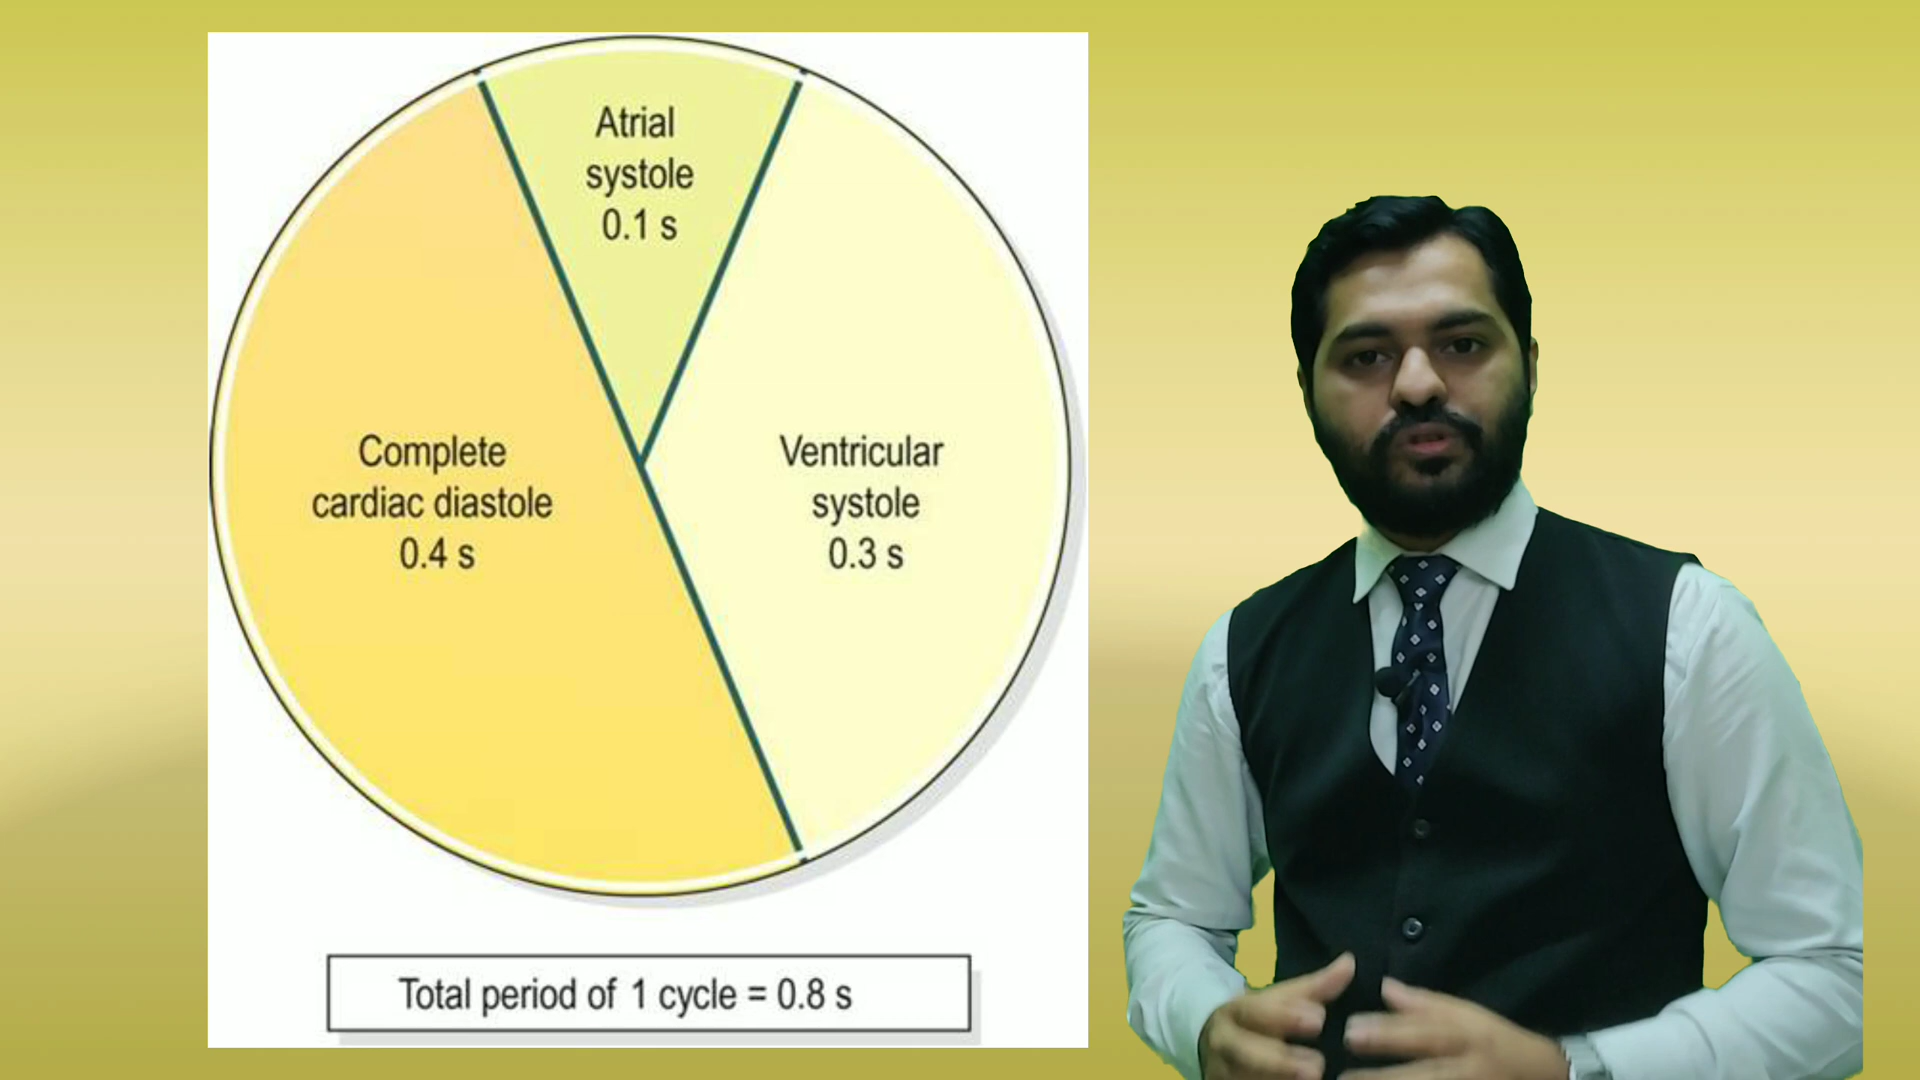 Atrial
systole
0.1 s
Complete
cardiac diastole
0.4 s
Ventricular
systole
0.3 s
Total period of 1 cycle = 0.8 s